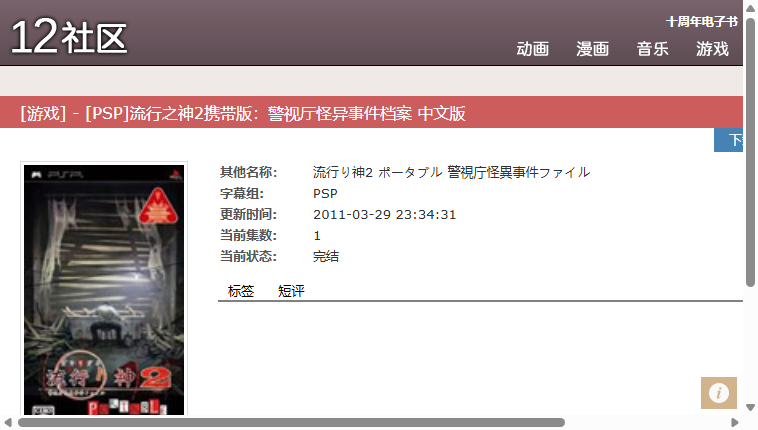 十周年电子书
12社区
动画 漫画 音乐 游戏
[游戏] - [PSP]流行之神2携带版：警视厅怪异事件档案 中文版
下
PSP
其他名称： 流行り神2 ポータブル 警視庁怪異事件ファイル
字幕组： PSP
更新时间： 2011-03-29 23:34:31
当前集数： 1
当前状态： 完结
标签 短评
流行り神2
PORTABLE